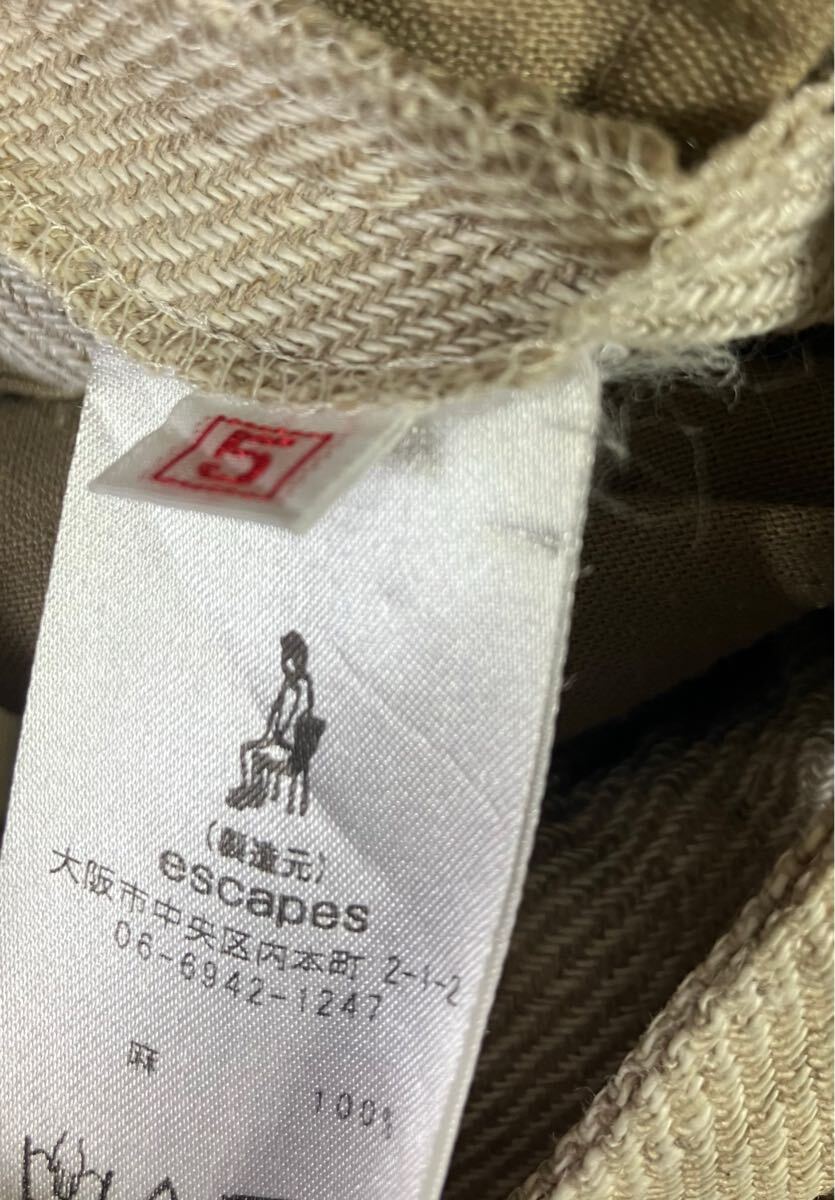 5
(製造元)
escapes
大阪市中央区内本町 2-1-2
06-6942-1247
麻 100%